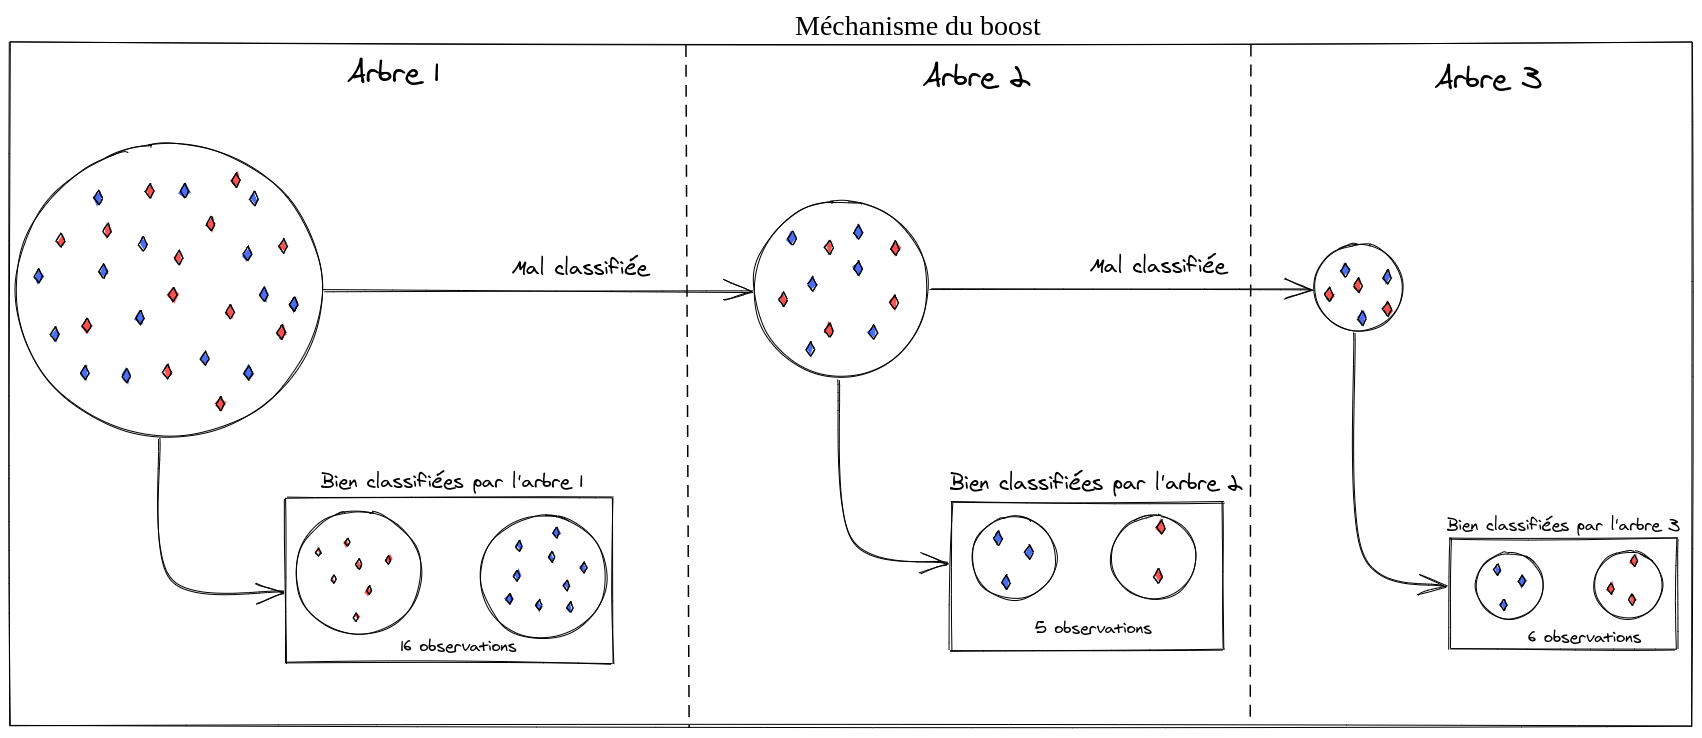 Méchanisme du boost
Arbre 1
Arbre 2
Arbre 3
Mal classifiée
Mal classifiée
Bien classifiées par l'arbre 1
16 observations
Bien classifiées par l'arbre 2
5 observations
Bien classifiées par l'arbre 3
6 observations